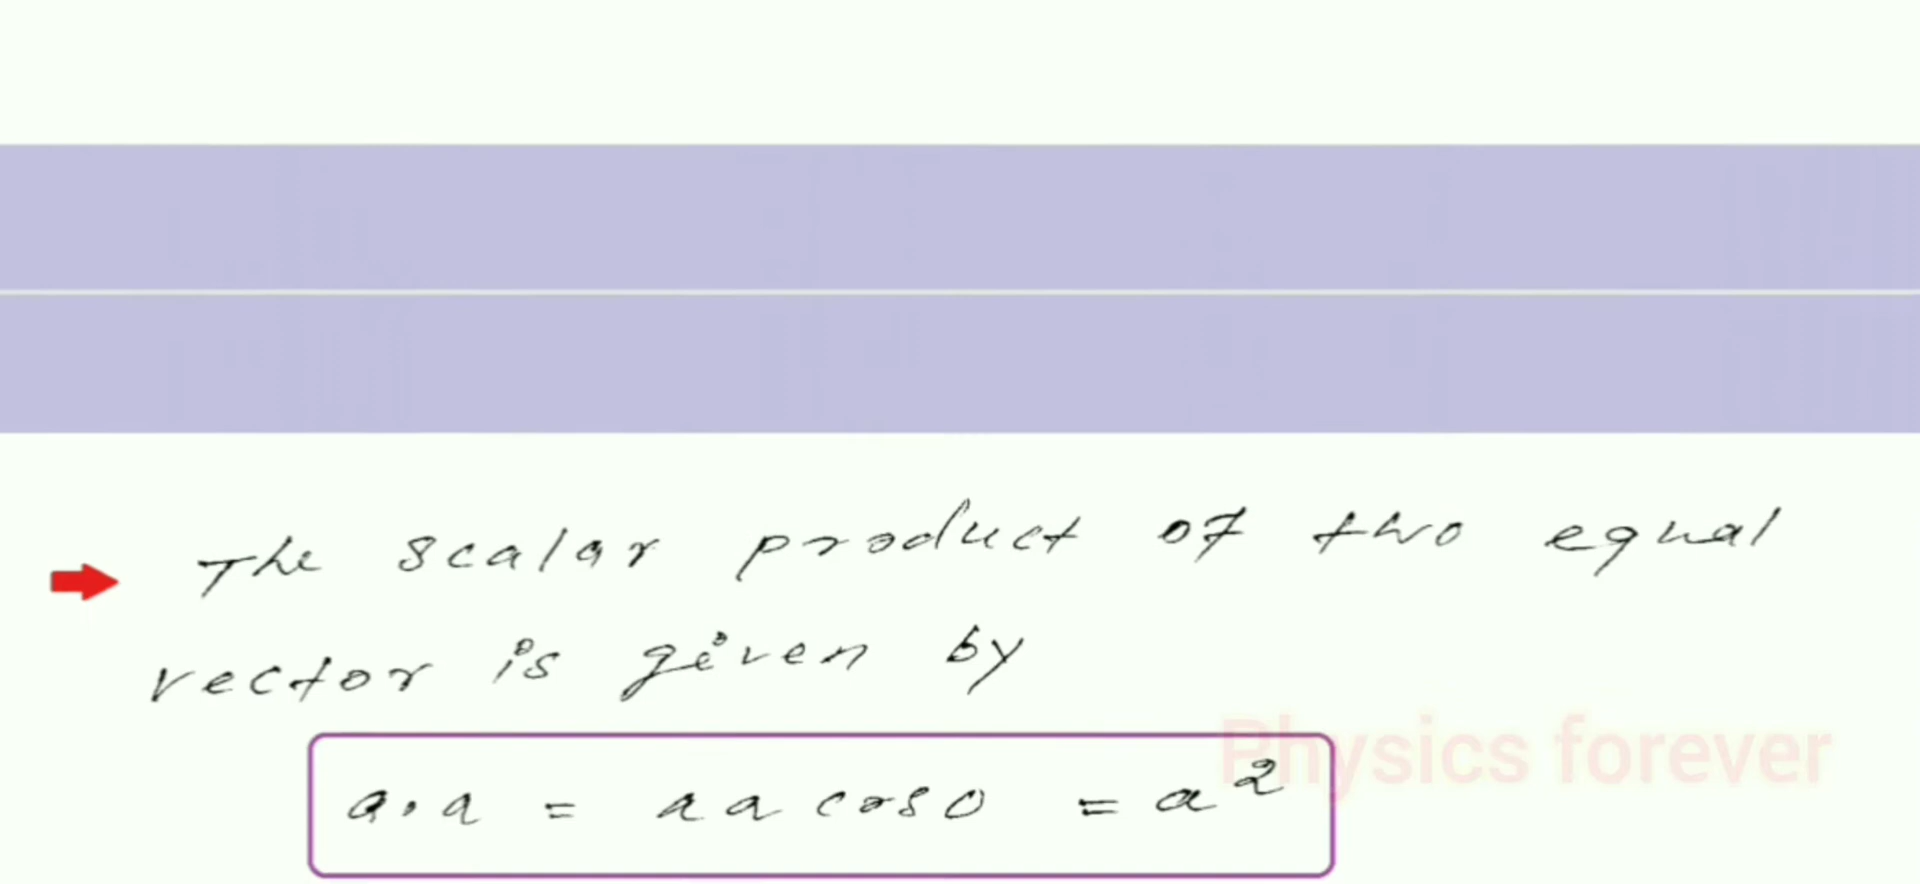 The scalar product of two equal
vector is given by
Physics forever
a.a = aa cos0 = a²